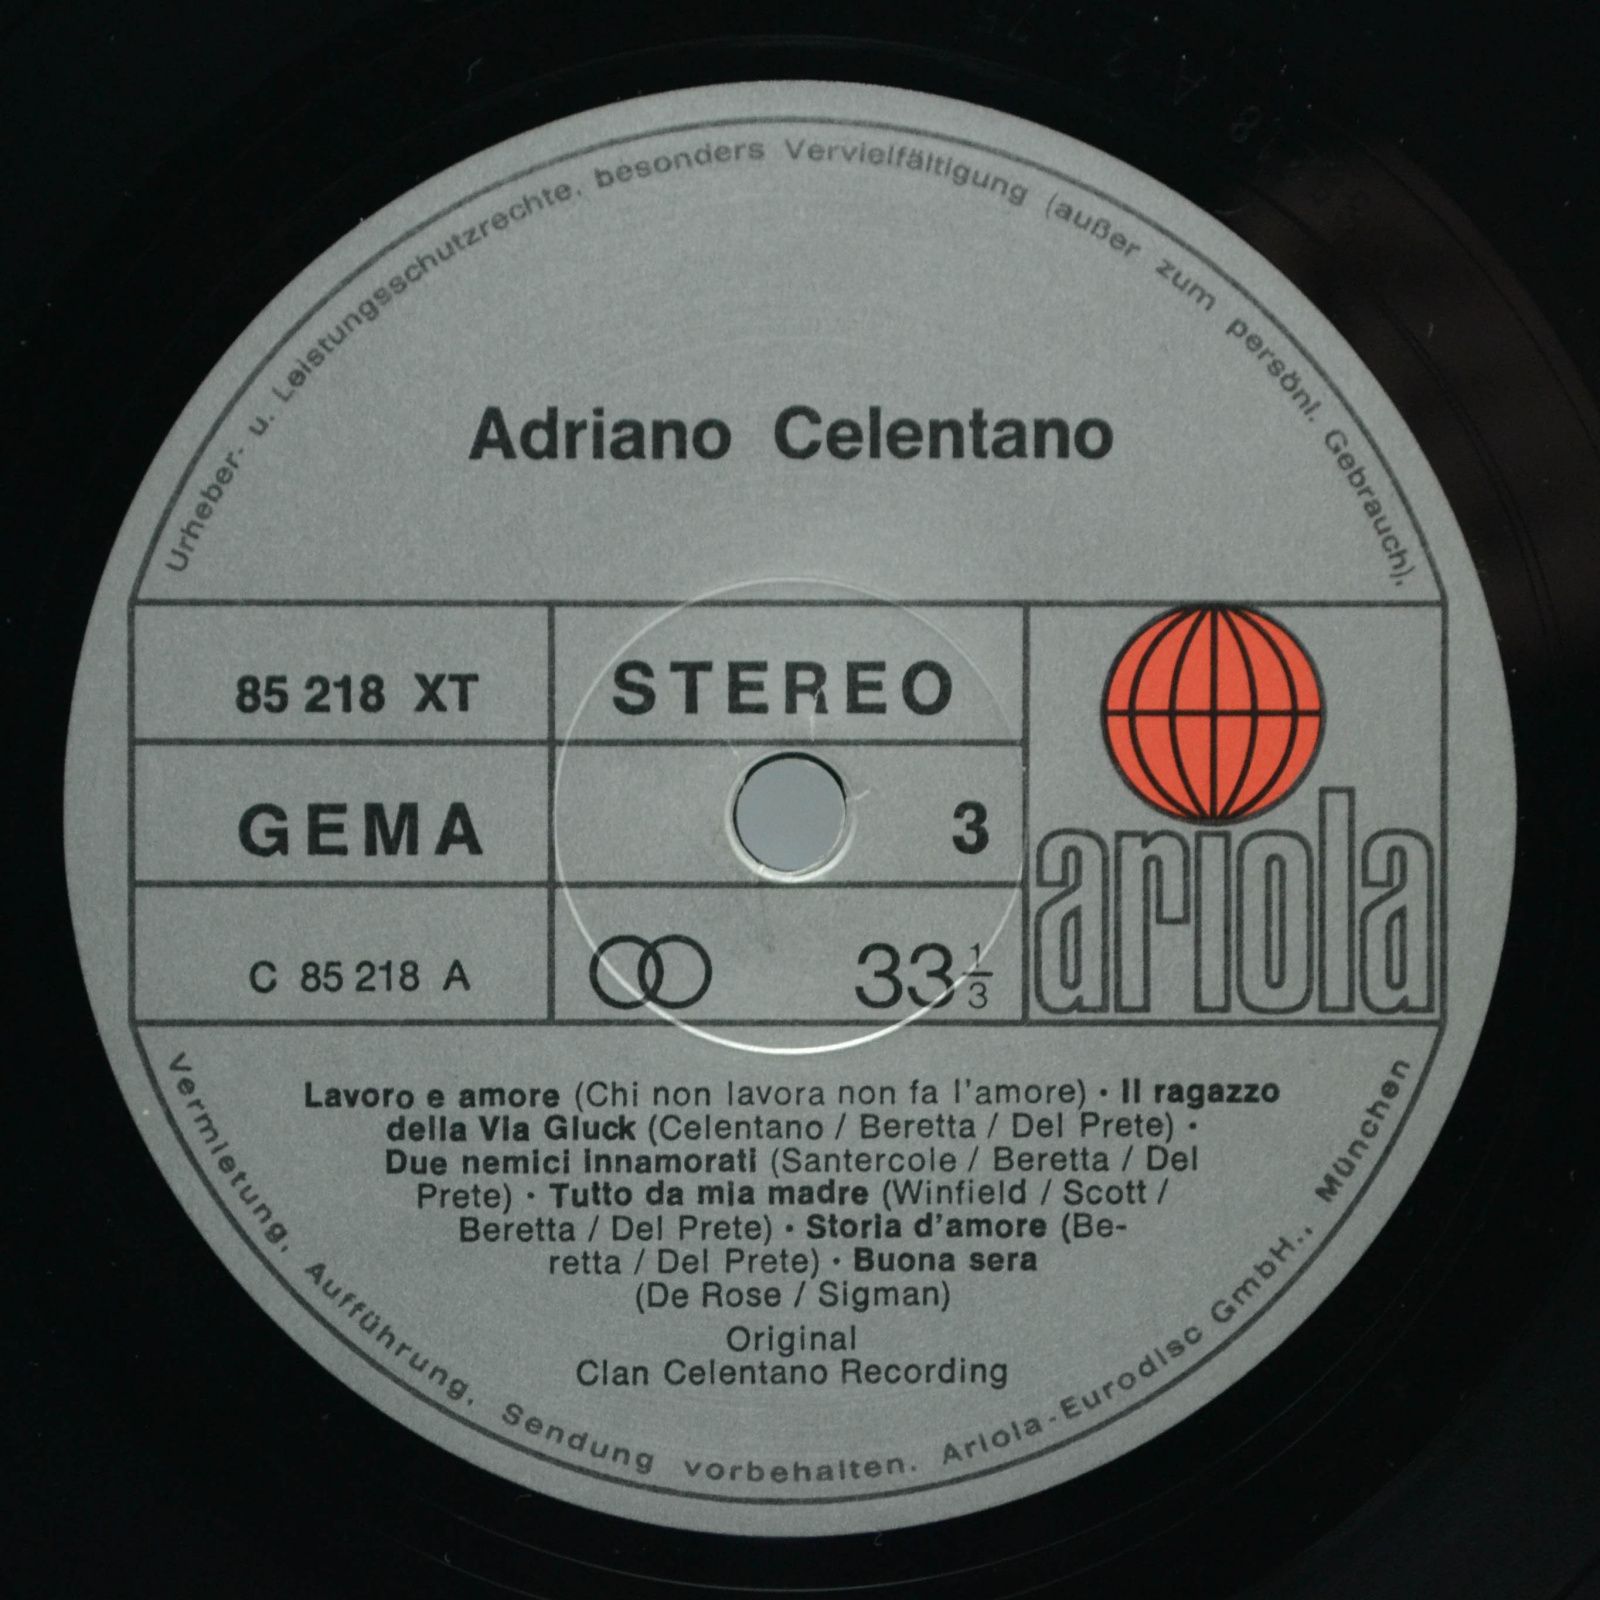 Urheber- u. Leistungsschutzrechte, besonders Vervielfältigung (außer zum persönl. Gebrauch),
Adriano Celentano
85 218 XT
STEREO
GEMA
3
ariola
C 85 218 A
33 1/3
Lavoro e amore (Chi non lavora non fa l'amore) · Il ragazzo
della Via Gluck (Celentano / Beretta / Del Prete) ·
Due nemici innamorati (Santercole / Beretta / Del
Prete) · Tutto da mia madre (Winfield / Scott /
Beretta / Del Prete) · Storia d'amore (Be-
retta / Del Prete) · Buona sera
(De Rose / Sigman)
Original
Clan Celentano Recording
Vermietung, Aufführung, Sendung vorbehalten. Ariola-Eurodisc GmbH., München